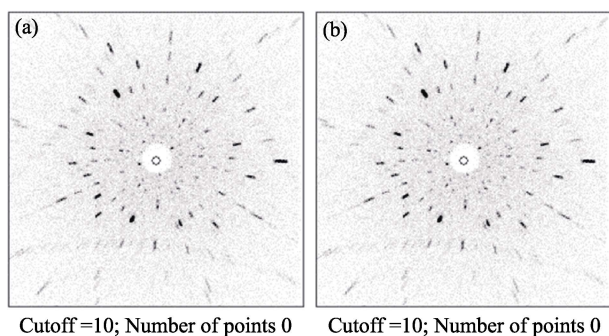 (a)
(b)
Cutoff =10; Number of points 0
Cutoff =10; Number of points 0